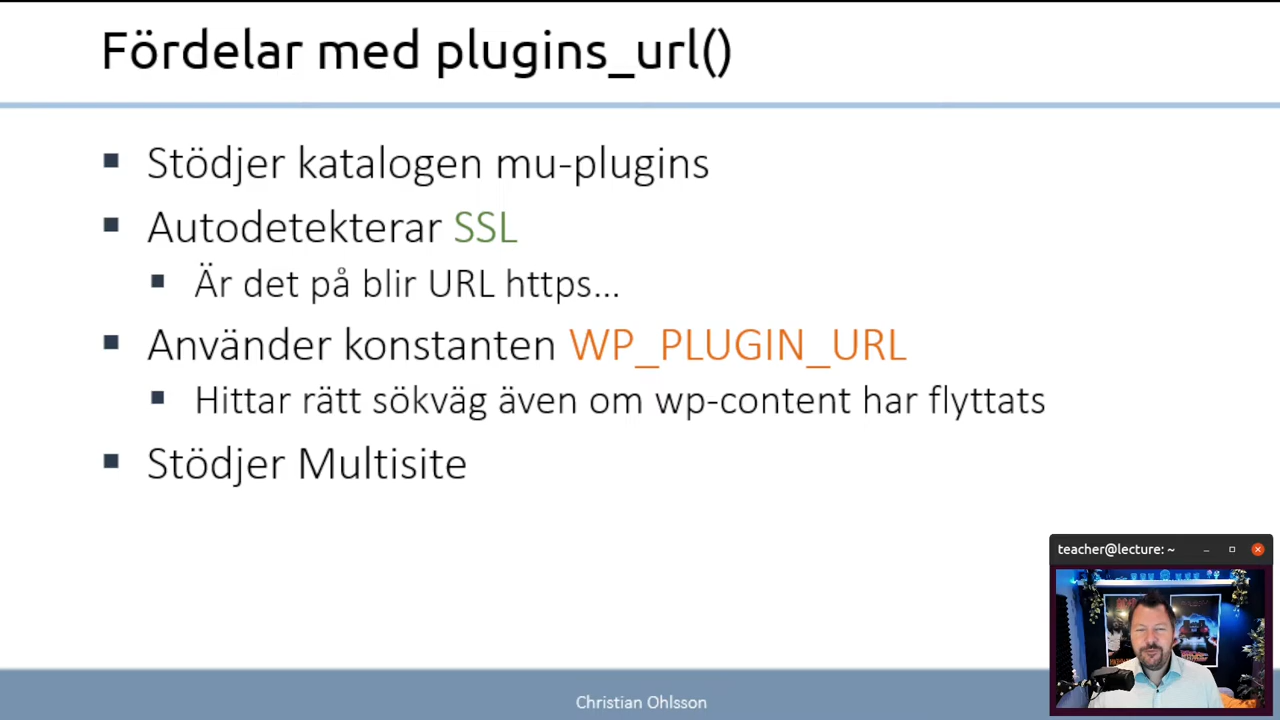 Fördelar med plugins_url()
Stödjer katalogen mu-plugins
Autodetekterar SSL
Är det på blir URL https...
Använder konstanten WP_PLUGIN_URL
Hittar rätt sökväg även om wp-content har flyttats
Stödjer Multisite
teacher@lecture: ~
Christian Ohlsson